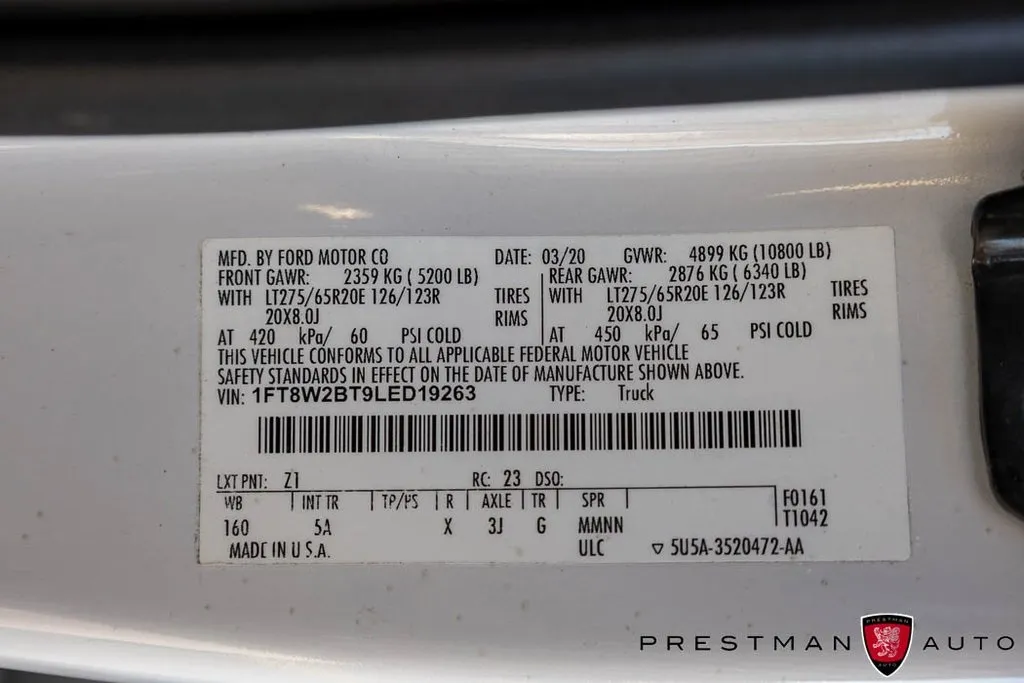 MFD. BY FORD MOTOR CO DATE: 03/20 GVWR: 4899 KG (10800 LB)
FRONT GAWR: 2359 KG ( 5200 LB) REAR GAWR: 2876 KG ( 6340 LB)
WITH LT275/65R20E 126/123R TIRES WITH LT275/65R20E 126/123R TIRES
20X8.0J RIMS 20X8.0J RIMS
AT 420 kPa/ 60 PSI COLD AT 450 kPa/ 65 PSI COLD
THIS VEHICLE CONFORMS TO ALL APPLICABLE FEDERAL MOTOR VEHICLE
SAFETY STANDARDS IN EFFECT ON THE DATE OF MANUFACTURE SHOWN ABOVE.
VIN: 1FT8W2BT9LED19263 TYPE: Truck
EXT PNT: Z1 RC: 23 DSO:
WB INT TR TP/PS R AXLE TR SPR F0161
160 5A X 3J G MMNN T1042
MADE IN U.S.A. ULC ▽ 5U5A-3520472-AA
PRESTMAN PRESTMAN AUTO AUTO